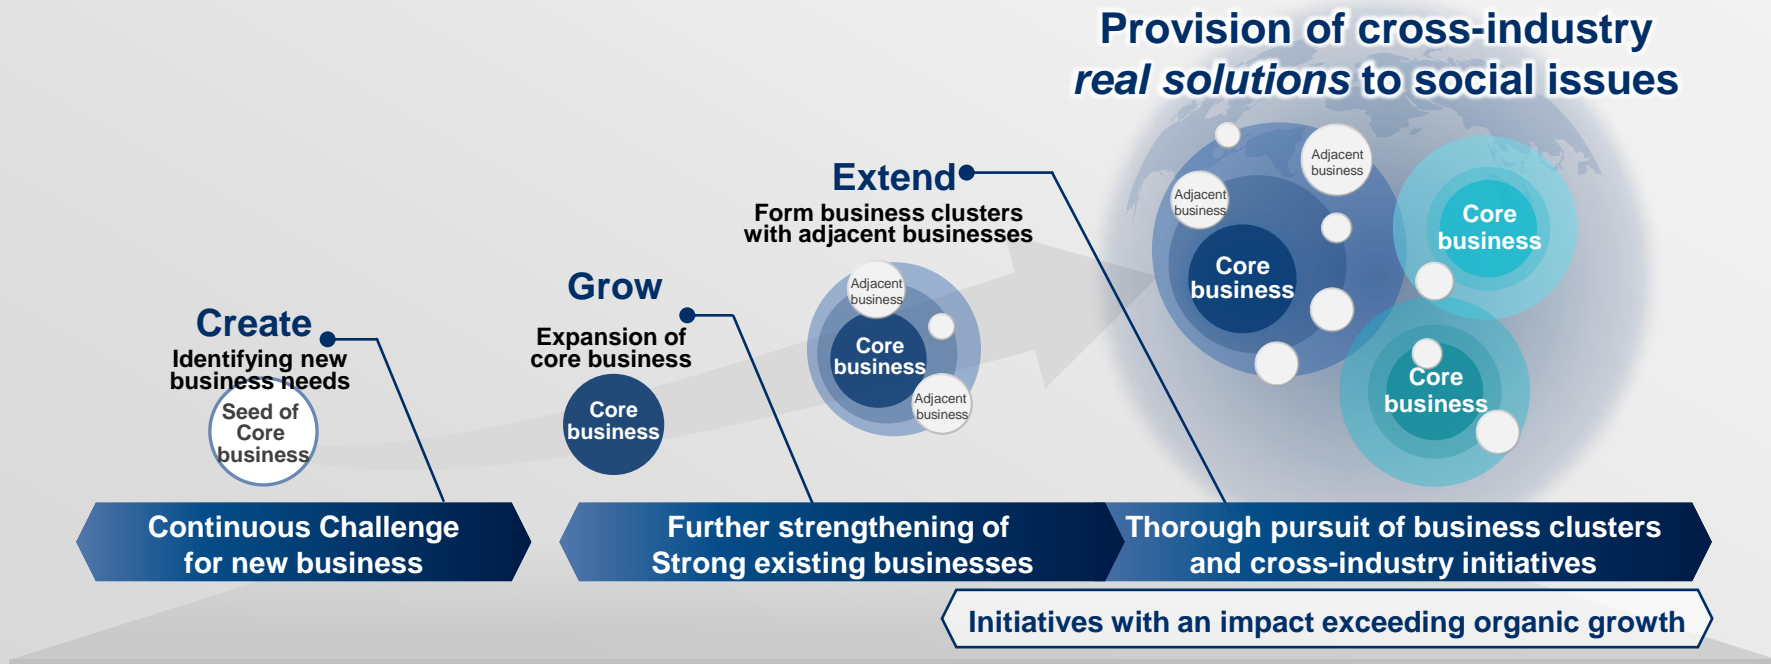 Provision of cross-industry
real solutions to social issues
Create
Identifying new
business needs
Seed of
Core
business
Grow
Expansion of
core business
Core
business
Extend
Form business clusters
with adjacent businesses
Adjacent
business
Core
business
Adjacent
business
Adjacent
business
Adjacent
business
Core
business
Core
business
Core
business
Continuous Challenge
for new business
Further strengthening of
Strong existing businesses
Thorough pursuit of business clusters
and cross-industry initiatives
Initiatives with an impact exceeding organic growth